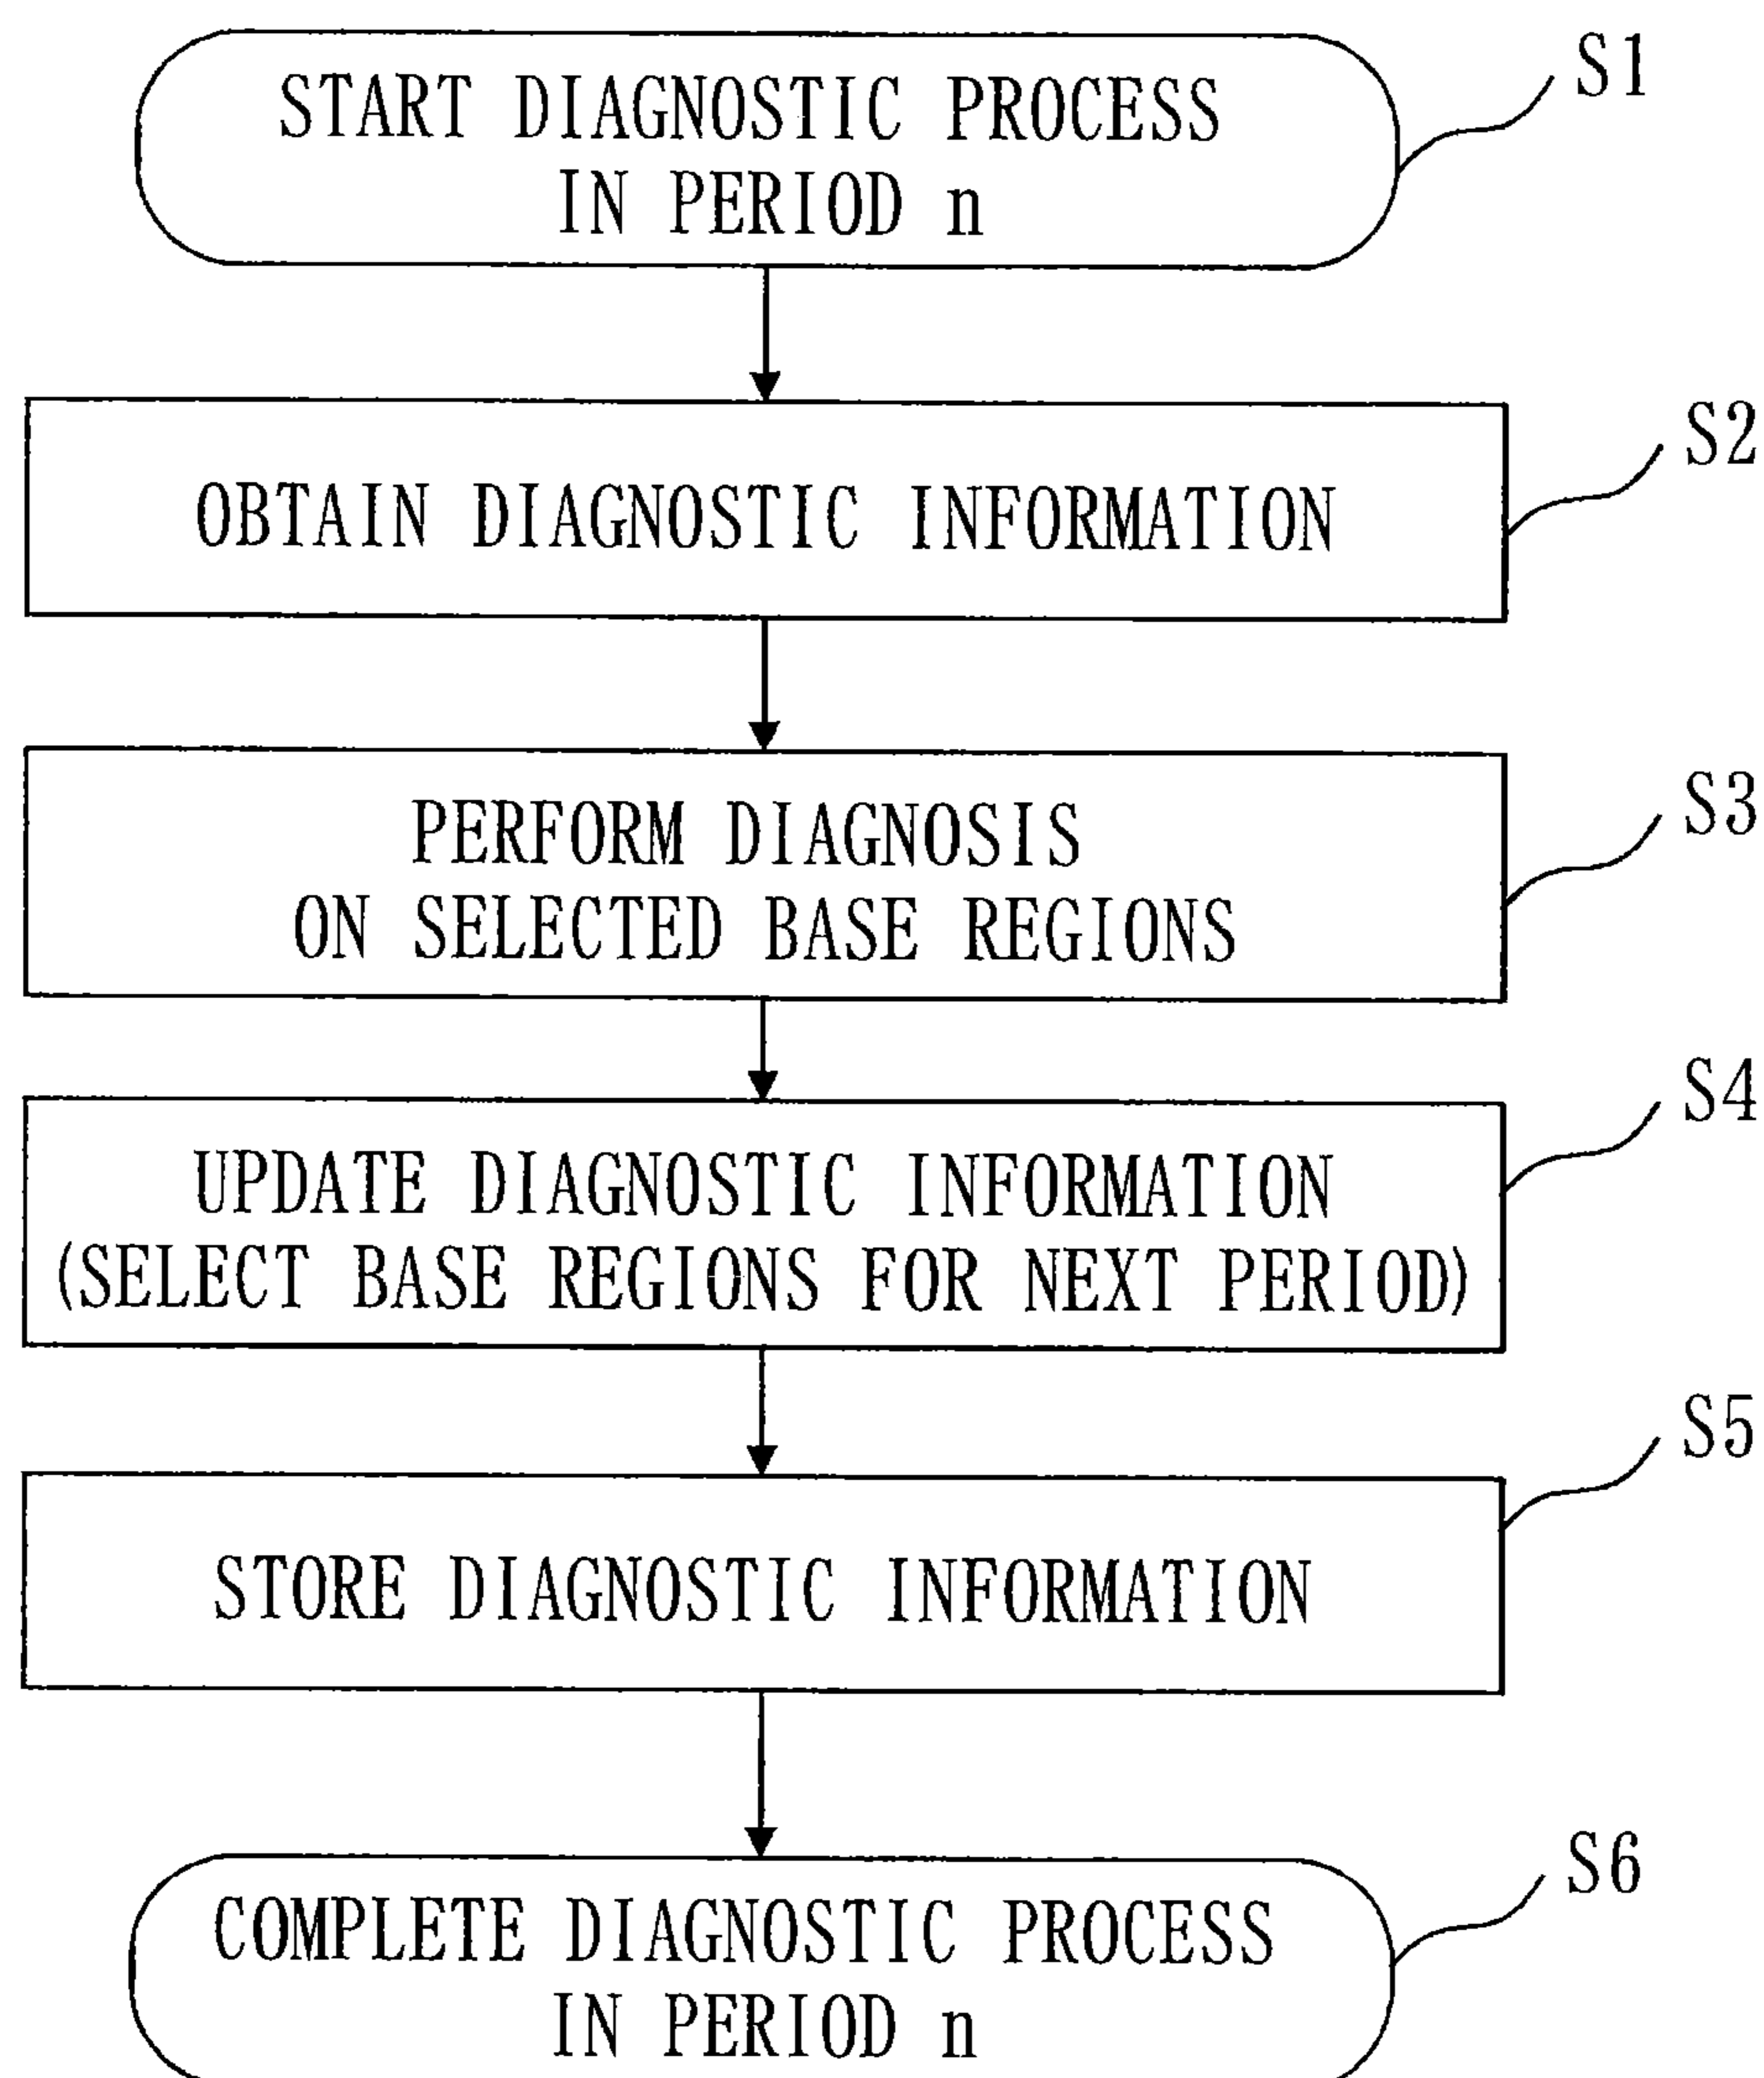 START DIAGNOSTIC PROCESS
IN PERIOD n
S1
OBTAIN DIAGNOSTIC INFORMATION
S2
PERFORM DIAGNOSIS
ON SELECTED BASE REGIONS
S3
UPDATE DIAGNOSTIC INFORMATION
(SELECT BASE REGIONS FOR NEXT PERIOD)
S4
STORE DIAGNOSTIC INFORMATION
S5
COMPLETE DIAGNOSTIC PROCESS
IN PERIOD n
S6